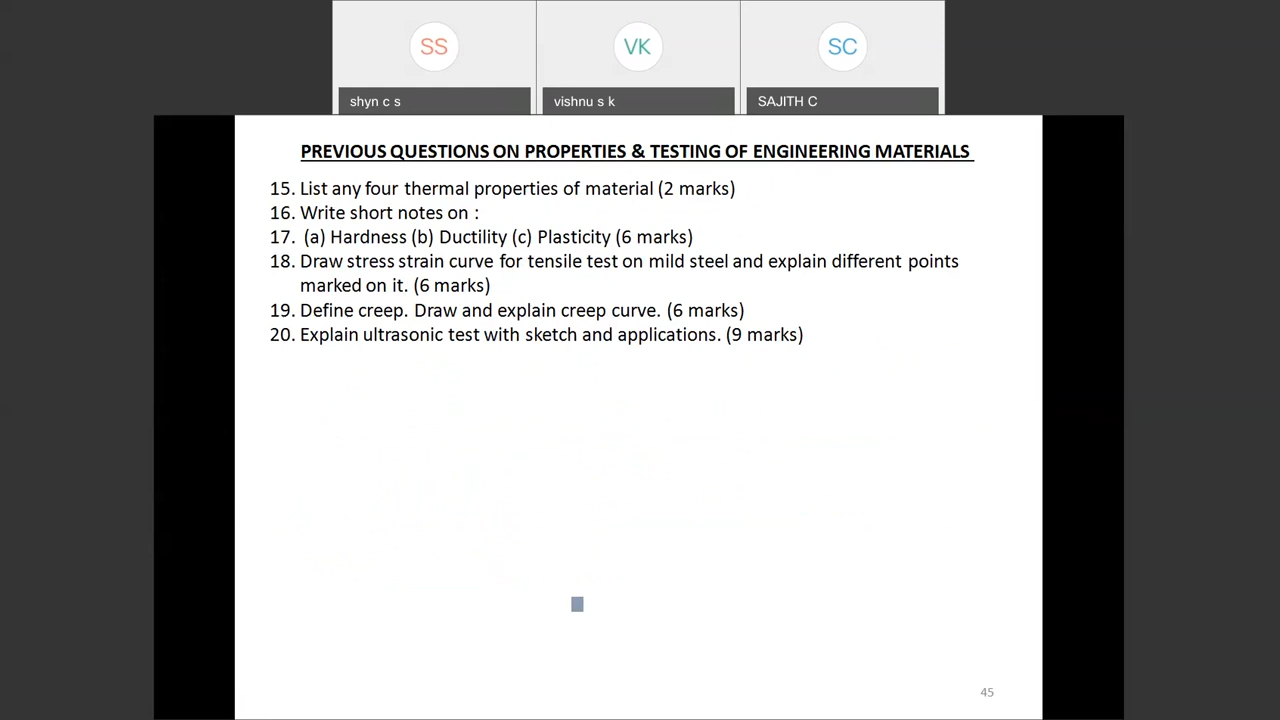 SS
VK
SC
shyn c s
vishnu s k
SAJITH C
PREVIOUS QUESTIONS ON PROPERTIES & TESTING OF ENGINEERING MATERIALS
15. List any four thermal properties of material (2 marks)
16. Write short notes on :
17. (a) Hardness (b) Ductility (c) Plasticity (6 marks)
18. Draw stress strain curve for tensile test on mild steel and explain different points
marked on it. (6 marks)
19. Define creep. Draw and explain creep curve. (6 marks)
20. Explain ultrasonic test with sketch and applications. (9 marks)
45